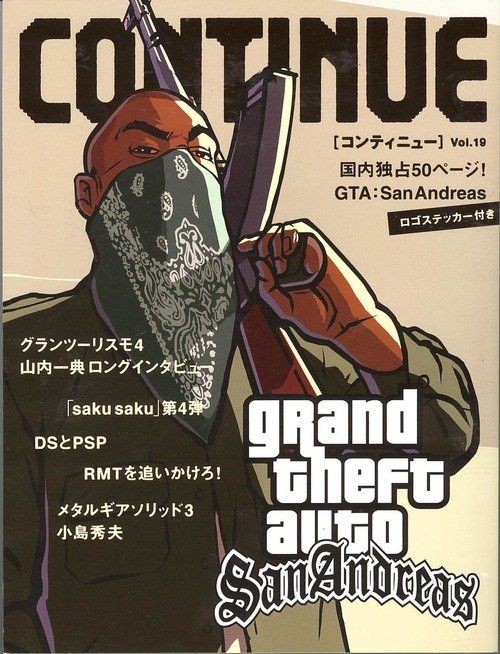 CONTINUE
[コンティニュー] Vol.19
国内独占50ページ!
GTA:SanAndreas
ロゴステッカー付き
グランツーリスモ4
山内一典 ロングインタビュー
「saku saku」第4弾
DSとPSP
RMTを追いかけろ!
メタルギアソリッド3
小島秀夫
grand
theft
auto
SanAndreas